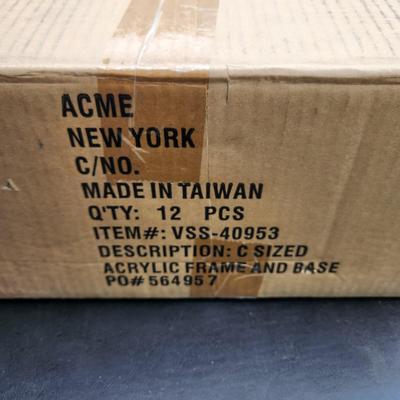 ACME
NEW YORK
C/NO.
MADE IN TAIWAN
Q'TY: 12 PCS
ITEM#: VSS-40953
DESCRIPTION: C SIZED
ACRYLIC FRAME AND BASE
PO# 564957